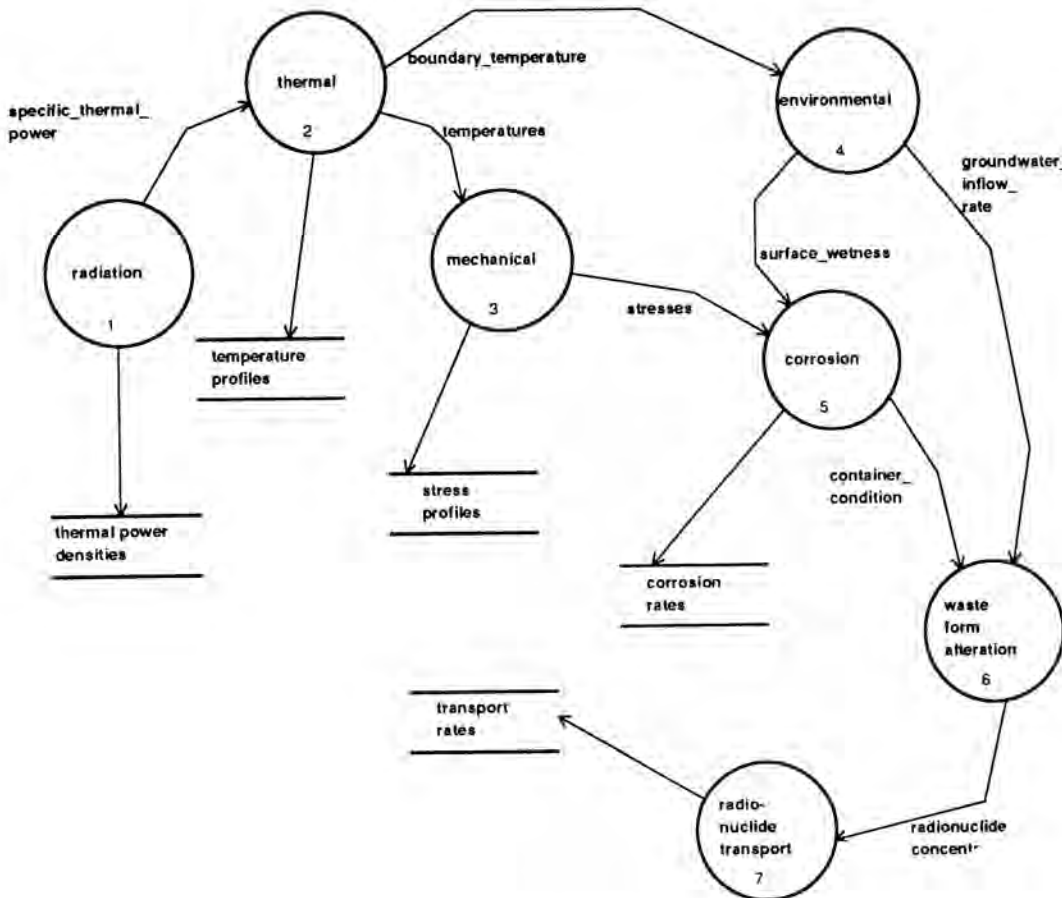 thermal
2
boundary_temperature
environmental
4
specific_thermal_
power
temperatures
groundwater_
inflow_
rate
radiation
1
mechanical
3
surface_wetness
stresses
corrosion
5
temperature
profiles
container_
condition
stress
profiles
thermal power
densities
corrosion
rates
waste
form
alteration
6
transport
rates
radio-
nuclide
transport
7
radionuclide